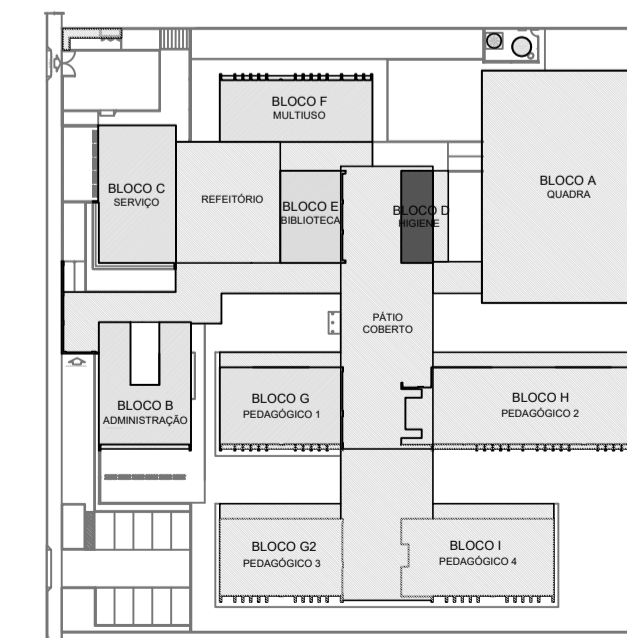 BLOCO F
MULTIUSO
BLOCO C
SERVIÇO
REFEITÓRIO
BLOCO E
BIBLIOTECA
BLOCO D
HIGIENE
BLOCO A
QUADRA
PÁTIO
COBERTO
BLOCO B
ADMINISTRAÇÃO
BLOCO G
PEDAGÓGICO 1
BLOCO H
PEDAGÓGICO 2
BLOCO G2
PEDAGÓGICO 3
BLOCO I
PEDAGÓGICO 4